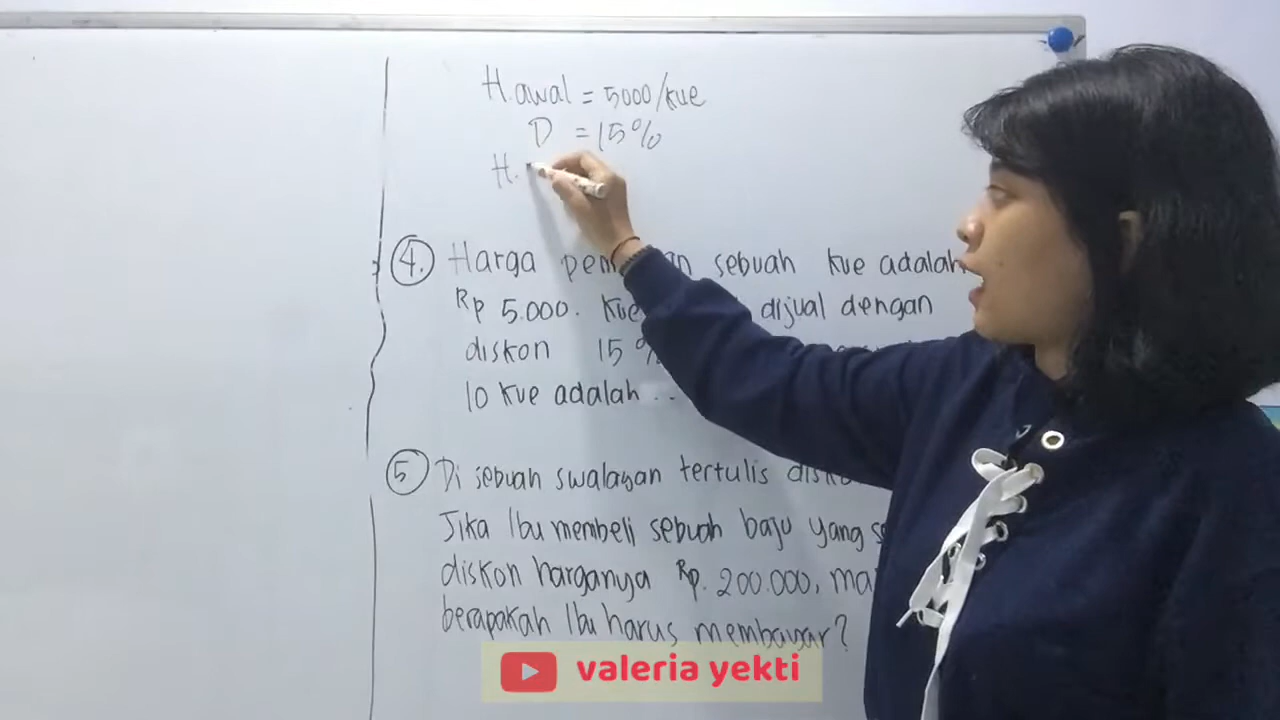 H.awal = 5000/kue
D = 15%
H.
4. Harga sebuah kue adalah
Rp 5.000. kue dijual dengan
diskon 15%
10 kue adalah ..
5 Di sebuah swalayan tertulis
Jika Ibu membeli sebuah baju yang
diskon harganya Rp. 200.000, ma
berapakah Ibu harus membayar?
valeria yekti